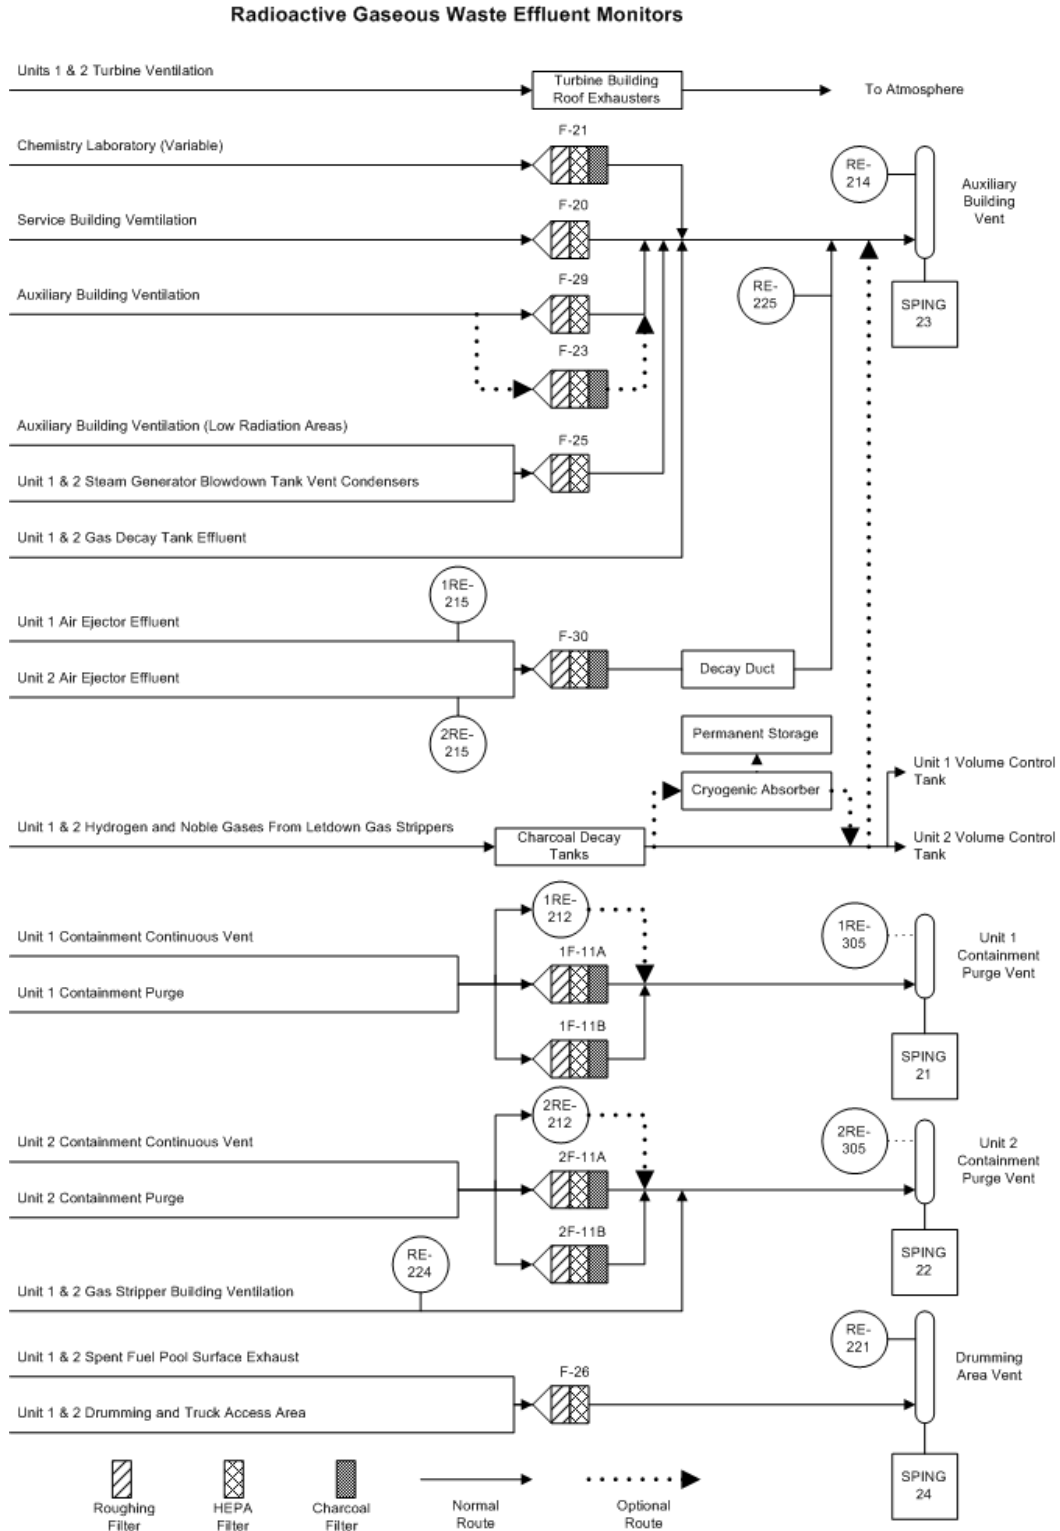 Radioactive Gaseous Waste Effluent Monitors
Units 1 & 2 Turbine Ventilation
Turbine Building
Roof Exhausters
To Atmosphere
F-21
Chemistry Laboratory (Variable)
RE-
214
Auxiliary
Building
Vent
F-20
Service Building Vemtilation
F-29
Auxiliary Building Ventilation
RE-
225
SPING
23
F-23
Auxiliary Building Ventilation (Low Radiation Areas)
F-25
Unit 1 & 2 Steam Generator Blowdown Tank Vent Condensers
Unit 1 & 2 Gas Decay Tank Effluent
1RE-
215
Unit 1 Air Ejector Effluent
F-30
Decay Duct
Unit 2 Air Ejector Effluent
2RE-
215
Permanent Storage
Cryogenic Absorber
Unit 1 Volume Control
Tank
Unit 1 & 2 Hydrogen and Noble Gases From Letdown Gas Strippers
Charcoal Decay
Tanks
Unit 2 Volume Control
Tank
1RE-
212
1RE-
305
Unit 1
Containment
Purge Vent
Unit 1 Containment Continuous Vent
1F-11A
Unit 1 Containment Purge
1F-11B
SPING
21
2RE-
212
2RE-
305
Unit 2
Containment
Purge Vent
Unit 2 Containment Continuous Vent
2F-11A
Unit 2 Containment Purge
2F-11B
SPING
22
RE-
224
Unit 1 & 2 Gas Stripper Building Ventilation
RE-
221
Drumming
Area Vent
Unit 1 & 2 Spent Fuel Pool Surface Exhaust
F-26
Unit 1 & 2 Drumming and Truck Access Area
SPING
24
Roughing
Filter
HEPA
Filter
Charcoal
Filter
Normal
Route
Optional
Route